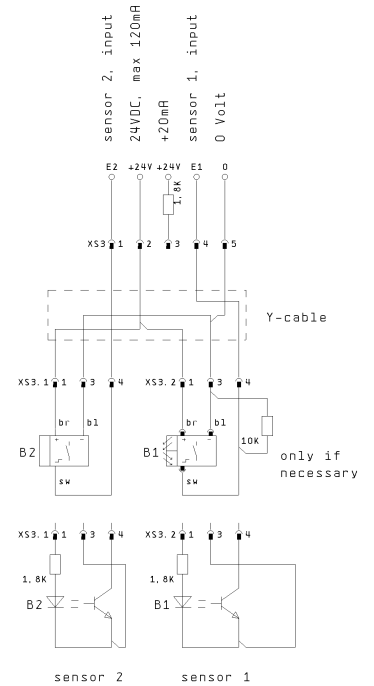 sensor 2, input
24VDC, max 120mA
+20mA
sensor 1, input
0 Volt
E2 +24V +24V E1 0
1,8K
XS3 1 2 3 4 5
Y-cable
XS3.1 1 3 4 XS3.2 1 3 4
br bl br bl
B2 B1 10K
+ - + -
sw sw
only if
necessary
XS3.1 1 3 4 XS3.2 1 3 4
1,8K 1,8K
B2 B1
sensor 2 sensor 1